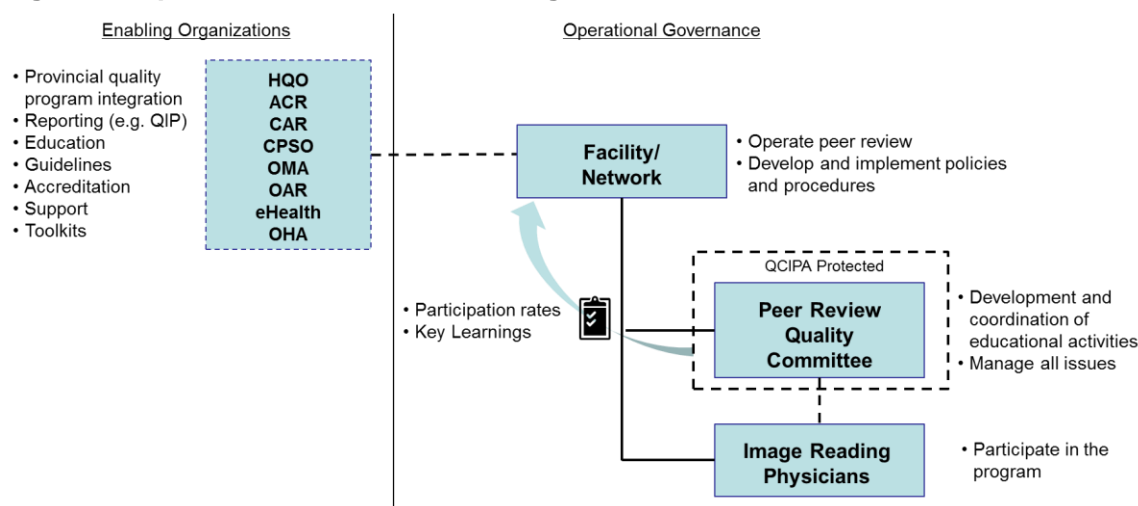 Enabling Organizations
• Provincial quality
program integration
• Reporting (e.g. QIP)
• Education
• Guidelines
• Accreditation
• Support
• Toolkits
HQO
ACR
CAR
CPSO
OMA
OAR
eHealth
OHA
Operational Governance
Facility/
Network
• Operate peer review
• Develop and implement policies
and procedures
• Participation rates
• Key Learnings
QCIPA Protected
Peer Review
Quality
Committee
• Development and
coordination of
educational activities
• Manage all issues
Image Reading
Physicians
• Participate in the
program